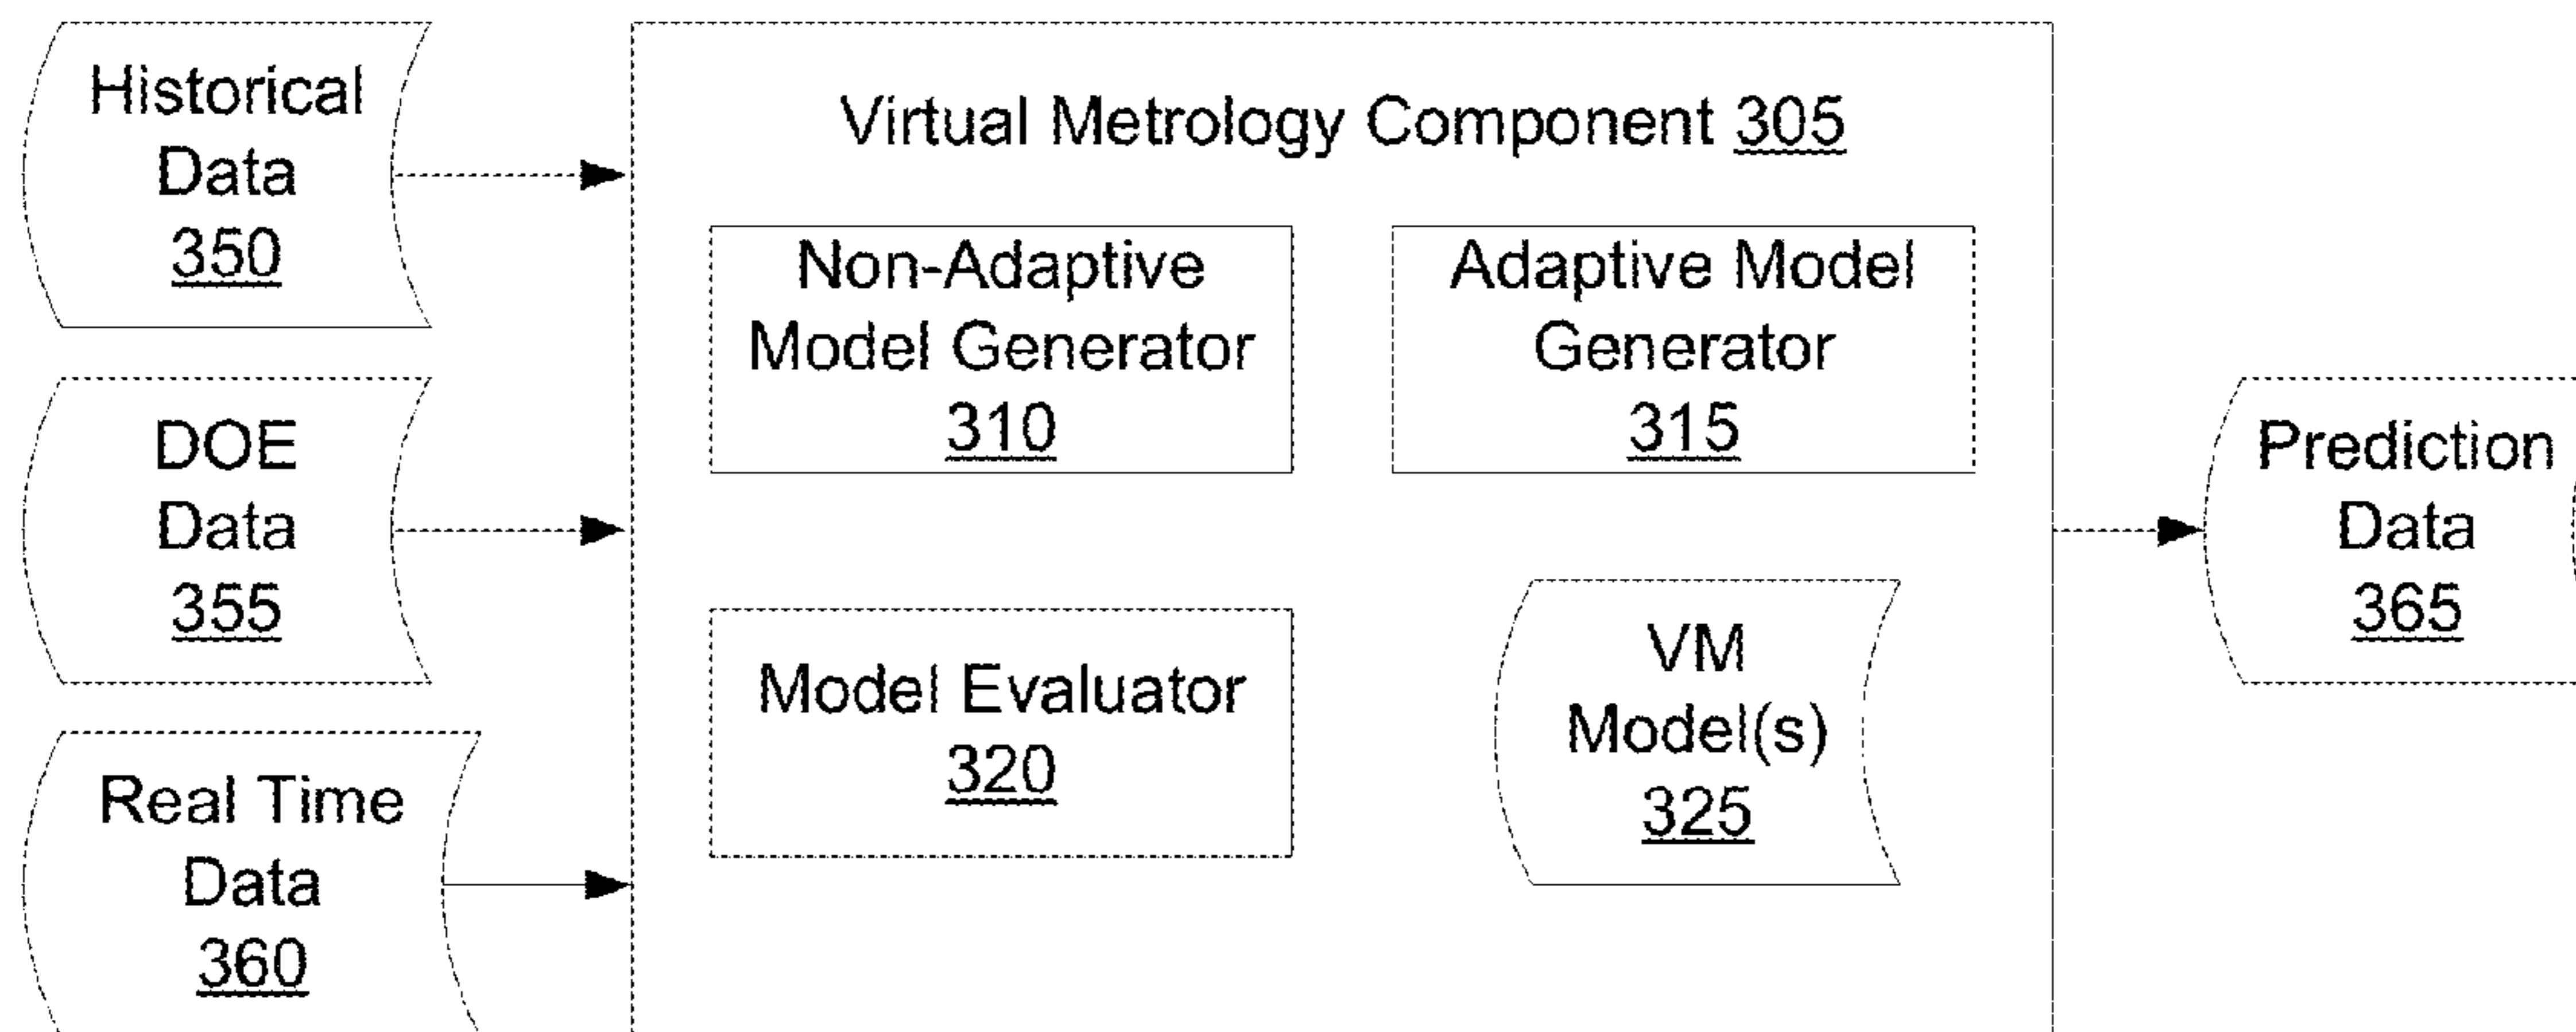 Historical
Data
350
DOE
Data
355
Real Time
Data
360
Virtual Metrology Component 305
Non-Adaptive
Model Generator
310
Adaptive Model
Generator
315
Model Evaluator
320
VM
Model(s)
325
Prediction
Data
365